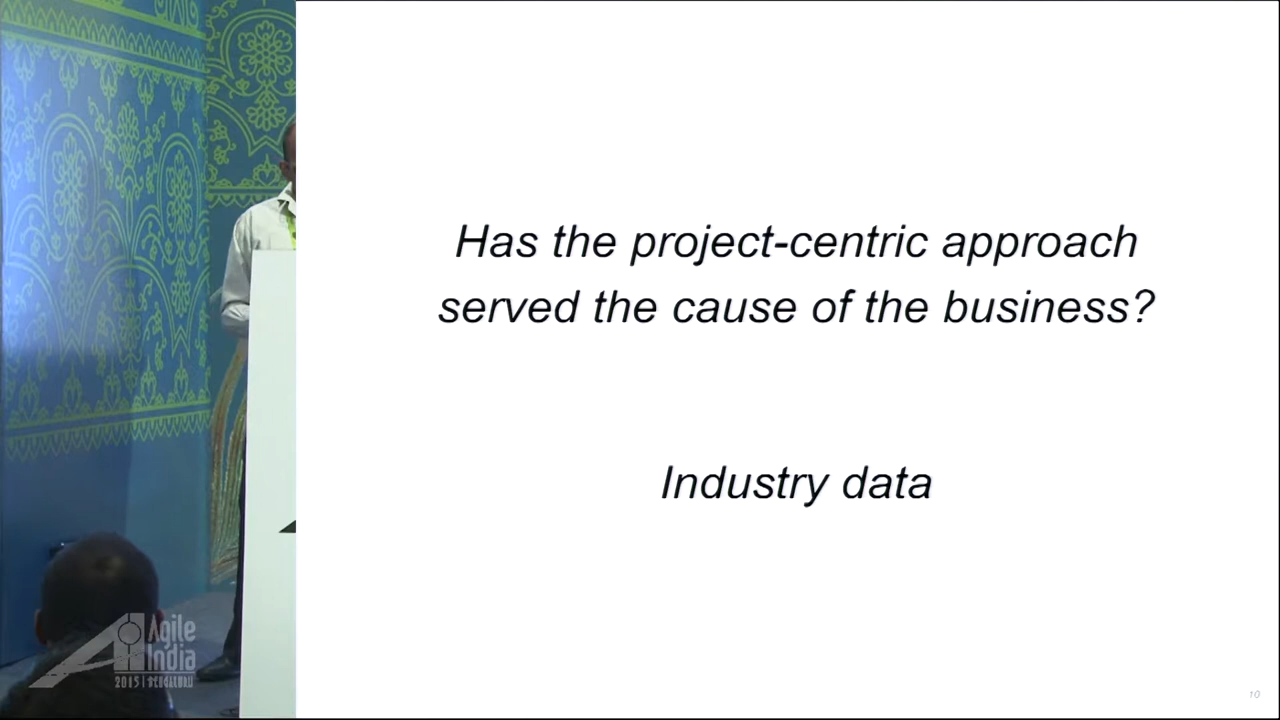 Has the project-centric approach
served the cause of the business?
Industry data
10
Agile
India
2015 | BENGALURU